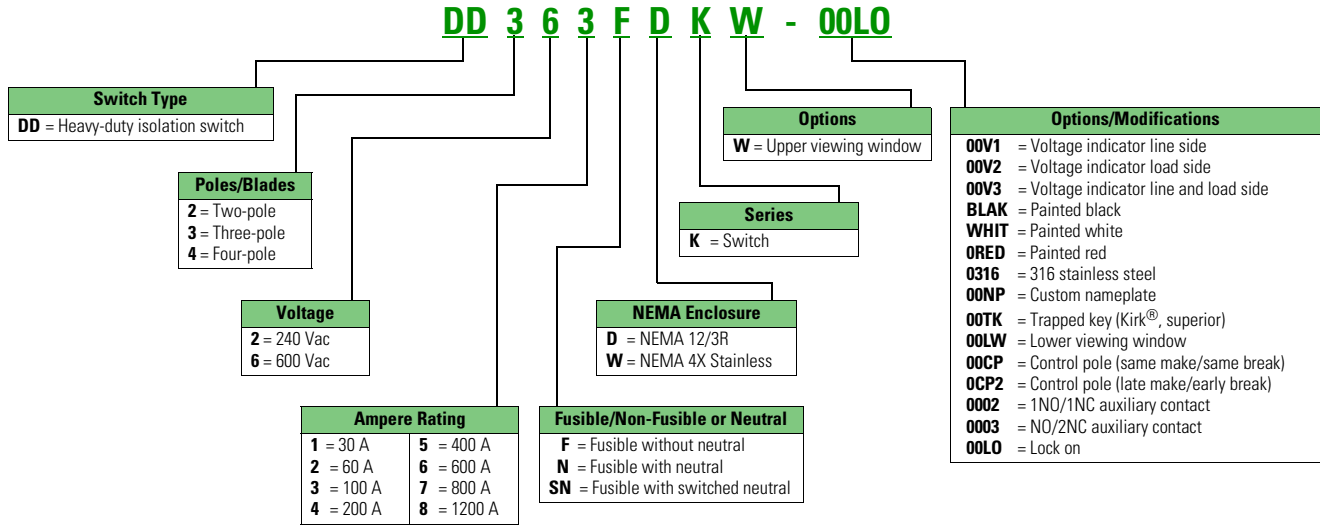 DD 3 6 3 F D K W - 00LO
Switch Type
DD = Heavy-duty isolation switch
Poles/Blades
2 = Two-pole
3 = Three-pole
4 = Four-pole
Voltage
2 = 240 Vac
6 = 600 Vac
Ampere Rating
1 = 30 A
2 = 60 A
3 = 100 A
4 = 200 A
5 = 400 A
6 = 600 A
7 = 800 A
8 = 1200 A
Fusible/Non-Fusible or Neutral
F = Fusible without neutral
N = Fusible with neutral
SN = Fusible with switched neutral
NEMA Enclosure
D = NEMA 12/3R
W = NEMA 4X Stainless
Series
K = Switch
Options
W = Upper viewing window
Options/Modifications
00V1 = Voltage indicator line side
00V2 = Voltage indicator load side
00V3 = Voltage indicator line and load side
BLAK = Painted black
WHIT = Painted white
0RED = Painted red
0316 = 316 stainless steel
00NP = Custom nameplate
00TK = Trapped key (Kirk®, superior)
00LW = Lower viewing window
00CP = Control pole (same make/same break)
0CP2 = Control pole (late make/early break)
0002 = 1NO/1NC auxiliary contact
0003 = NO/2NC auxiliary contact
00LO = Lock on